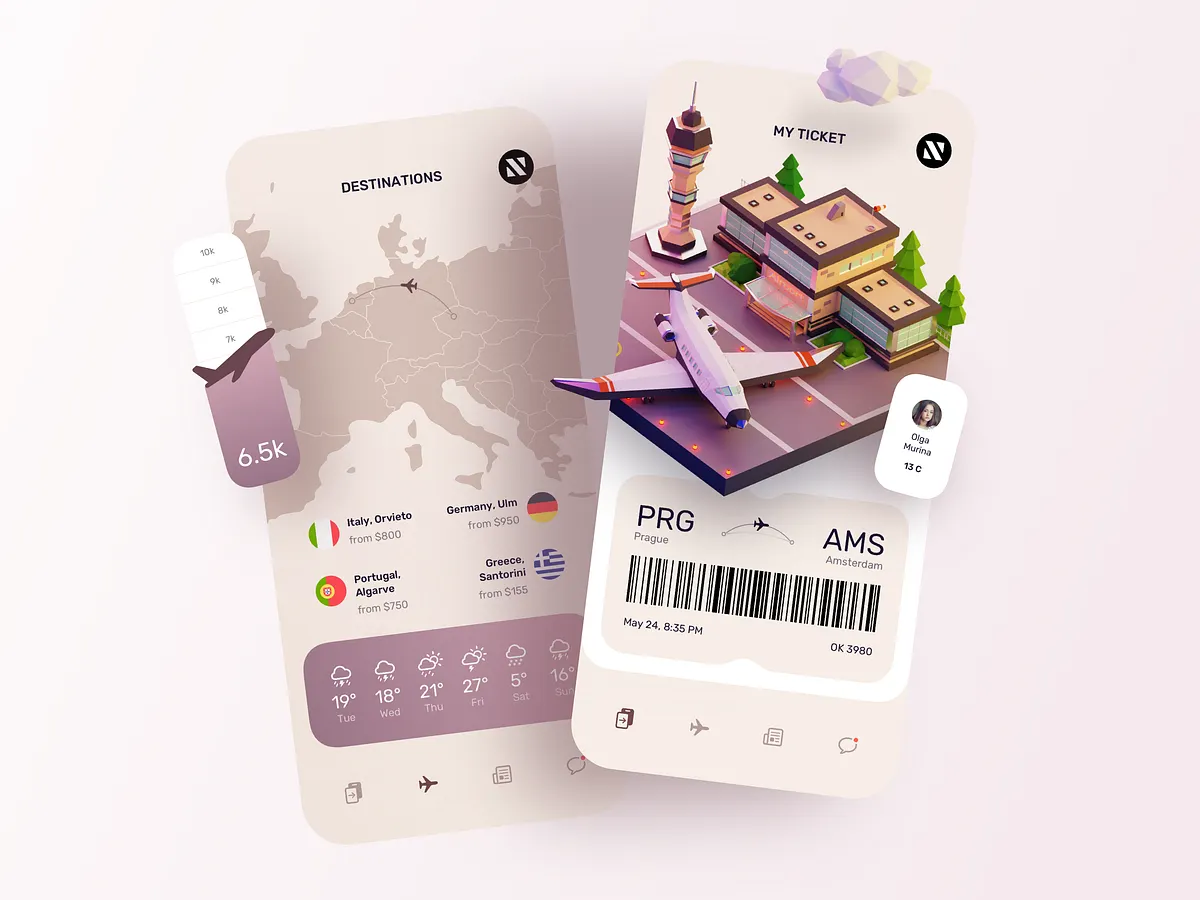 DESTINATIONS
10k
9k
8k
7k
6.5k
Italy, Orvieto
from $800
Germany, Ulm
from $950
Portugal,
Algarve
from $750
Greece,
Santorini
from $155
19° 18° 21° 27° 5° 16°
Tue Wed Thu Fri Sat Sun
MY TICKET
Olga
Murina
13 C
PRG
Prague
AMS
Amsterdam
May 24, 8:35 PM
OK 3980